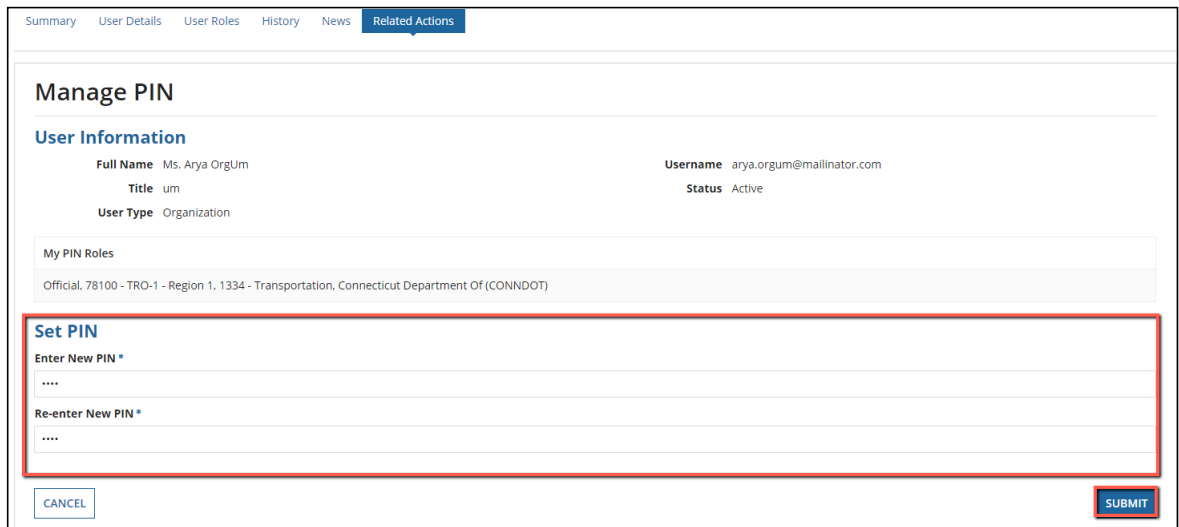 Summary User Details User Roles History News Related Actions
Manage PIN
User Information
Full Name Ms. Arya OrgUm Username arya.orgum@mailinator.com
Title um Status Active
User Type Organization
My PIN Roles
Official, 78100 - TRO-1 - Region 1, 1334 - Transportation, Connecticut Department Of (CONNDOT)
Set PIN
Enter New PIN *
••••
Re-enter New PIN *
••••
CANCEL SUBMIT